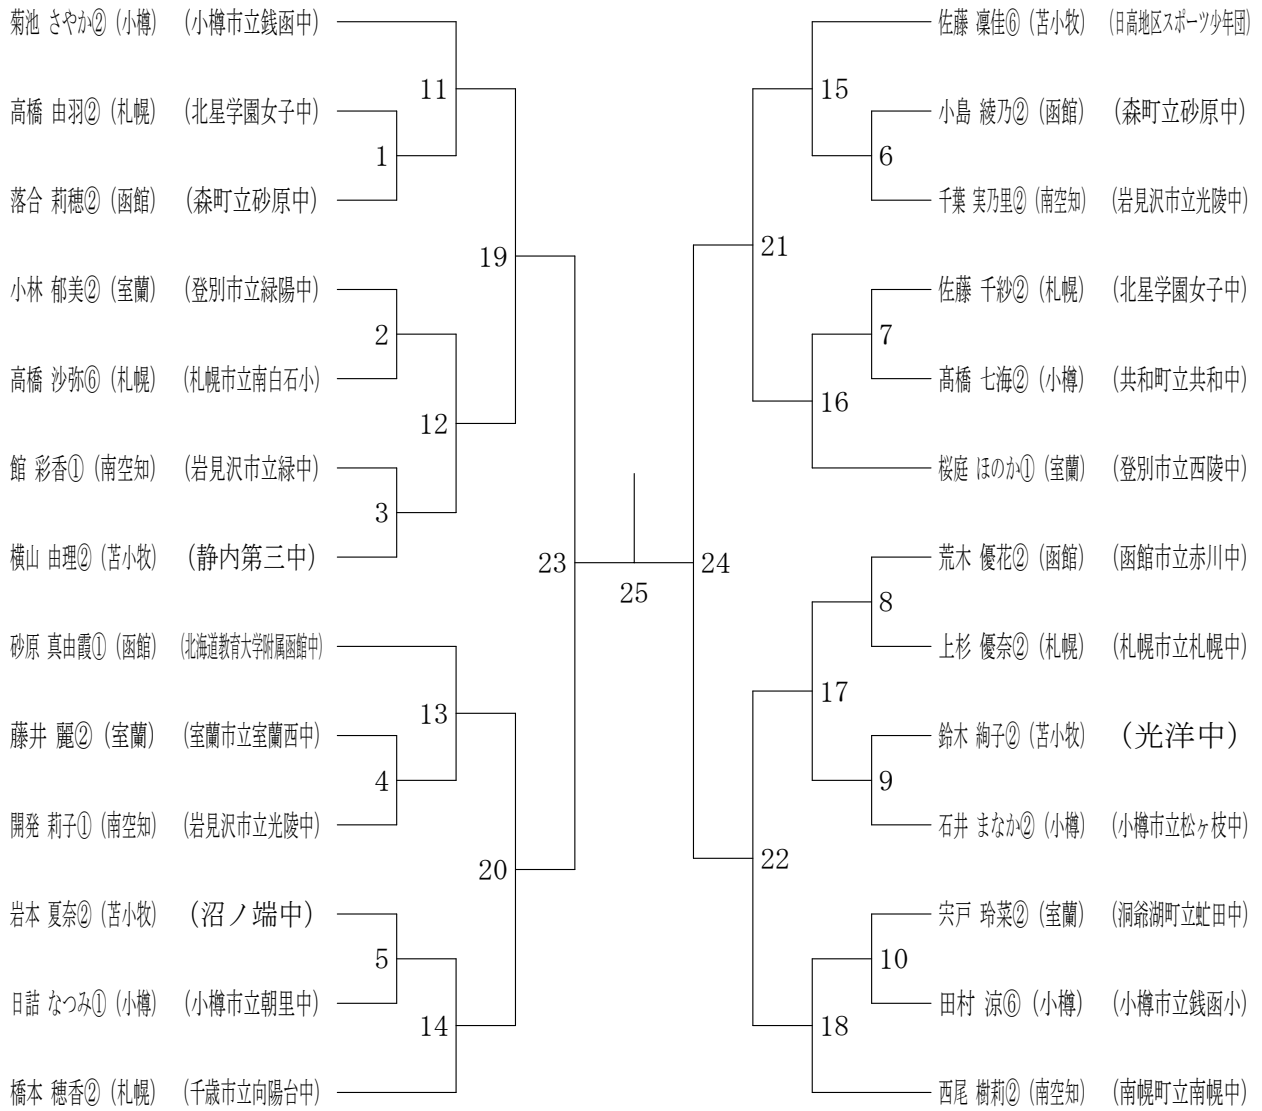 菊池 さやか② (小樽) (小樽市立銭函中)
高橋 由羽② (札幌) (北星学園女子中)
落合 莉穂② (函館) (森町立砂原中)
小林 郁美② (室蘭) (登別市立緑陽中)
高橋 沙弥⑥ (札幌) (札幌市立南白石小)
館 彩香① (南空知) (岩見沢市立緑中)
横山 由理② (苫小牧) (静内第三中)
砂原 真由霞① (函館) (北海道教育大学附属函館中)
藤井 麗② (室蘭) (室蘭市立室蘭西中)
開発 莉子① (南空知) (岩見沢市立光陵中)
岩本 夏奈② (苫小牧) (沼ノ端中)
日詰 なつみ① (小樽) (小樽市立朝里中)
橋本 穂香② (札幌) (千歳市立向陽台中)
1
2
3
4
5
11
12
13
14
19
20
23
25
24
21
22
15
16
17
18
6
7
8
9
10
佐藤 凜佳⑥ (苫小牧) (日高地区スポーツ少年団)
小島 綾乃② (函館) (森町立砂原中)
千葉 実乃里② (南空知) (岩見沢市立光陵中)
佐藤 千紗② (札幌) (北星学園女子中)
髙橋 七海② (小樽) (共和町立共和中)
桜庭 ほのか① (室蘭) (登別市立西陵中)
荒木 優花② (函館) (函館市立赤川中)
上杉 優奈② (札幌) (札幌市立札幌中)
鈴木 絢子② (苫小牧) (光洋中)
石井 まなか② (小樽) (小樽市立松ヶ枝中)
宍戸 玲菜② (室蘭) (洞爺湖町立虻田中)
田村 涼⑥ (小樽) (小樽市立銭函小)
西尾 樹莉② (南空知) (南幌町立南幌中)